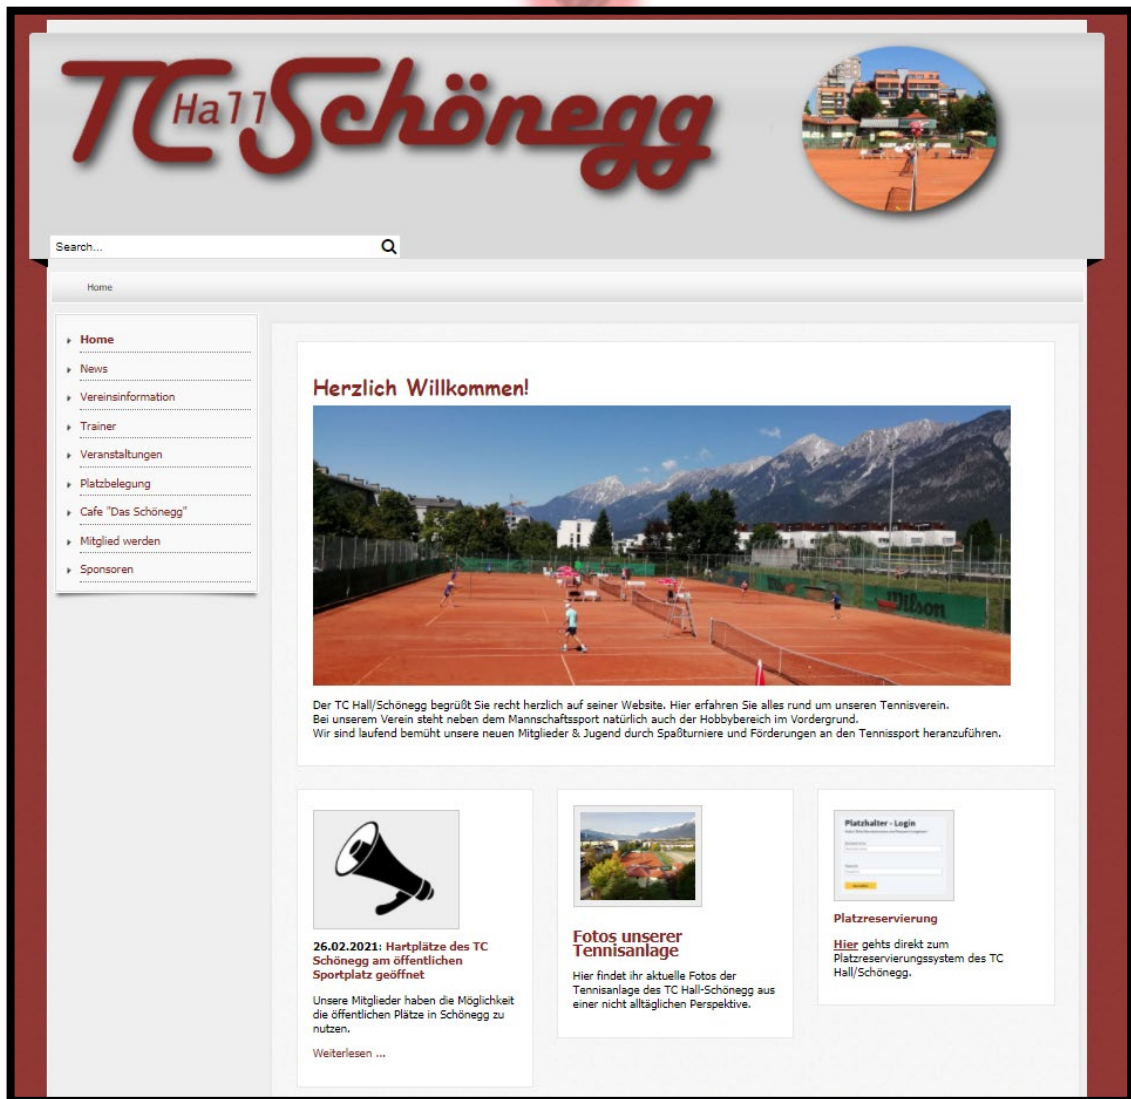 TC Hall Schönegg
Search...
Home
Home
News
Vereinsinformation
Trainer
Veranstaltungen
Platzbelegung
Cafe "Das Schönegg"
Mitglied werden
Sponsoren
Herzlich Willkommen!
Wilson
Der TC Hall/Schönegg begrüßt Sie recht herzlich auf seiner Website. Hier erfahren Sie alles rund um unseren Tennisverein.
Bei unserem Verein steht neben dem Mannschaftssport natürlich auch der Hobbybereich im Vordergrund.
Wir sind laufend bemüht unsere neuen Mitglieder & Jugend durch Spaßturniere und Förderungen an den Tennissport heranzuführen.
26.02.2021: Hartplätze des TC
Schönegg am öffentlichen
Sportplatz geöffnet
Unsere Mitglieder haben die Möglichkeit
die öffentlichen Plätze in Schönegg zu
nutzen.
Weiterlesen ...
Fotos unserer
Tennisanlage
Hier findet ihr aktuelle Fotos der
Tennisanlage des TC Hall-Schönegg aus
einer nicht alltäglichen Perspektive.
Platzhalter - Login
Platzreservierung
Hier gehts direkt zum
Platzreservierungssystem des TC
Hall/Schönegg.